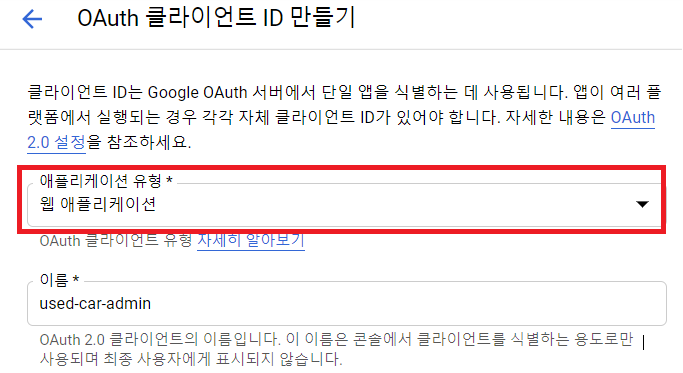 OAuth 클라이언트 ID 만들기
클라이언트 ID는 Google OAuth 서버에서 단일 앱을 식별하는 데 사용됩니다. 앱이 여러 플
랫폼에서 실행되는 경우 각각 자체 클라이언트 ID가 있어야 합니다. 자세한 내용은 OAuth
2.0 설정을 참조하세요.
애플리케이션 유형 *
웹 애플리케이션
OAuth 클라이언트 유형 자세히 알아보기
이름 *
used-car-admin
OAuth 2.0 클라이언트의 이름입니다. 이 이름은 콘솔에서 클라이언트를 식별하는 용도로만
사용되며 최종 사용자에게 표시되지 않습니다.